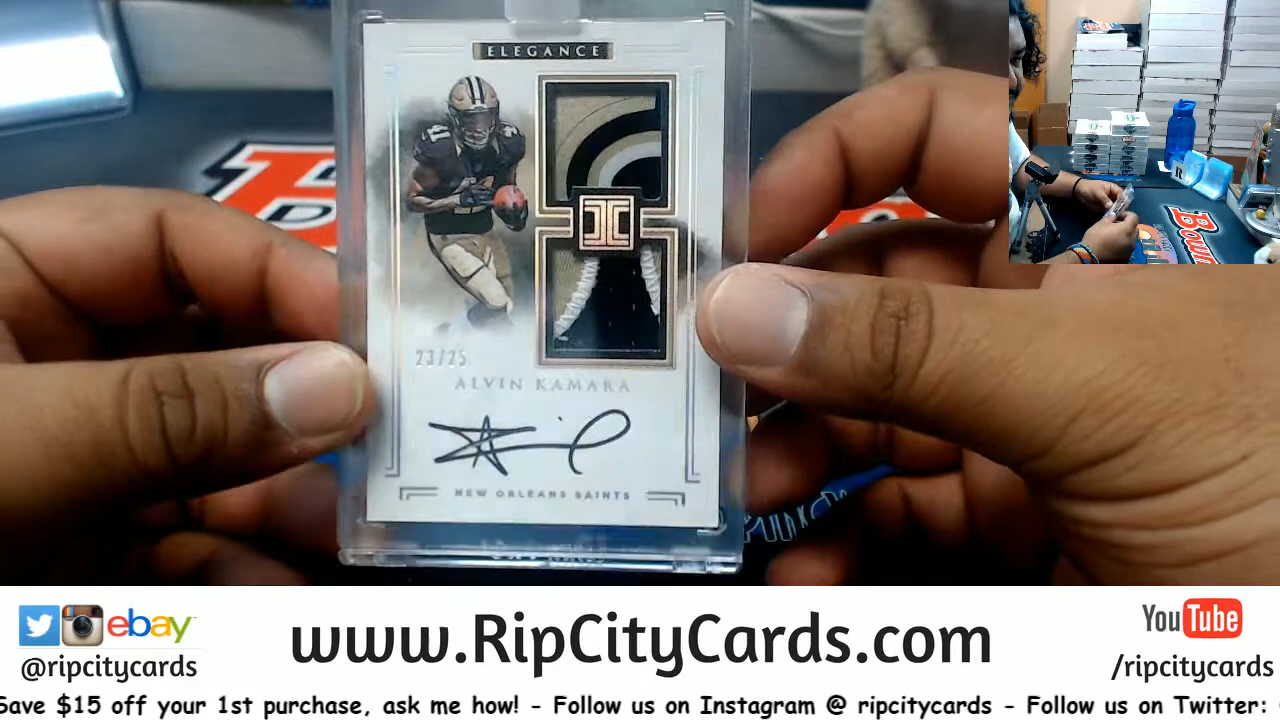 ELEGANCE
41
23/25
ALVIN KAMARA
NEW ORLEANS SAINTS
R
ebay
@ripcitycards
www.RipCityCards.com
YouTube
/ripcitycards
Save $15 off your 1st purchase, ask me how! - Follow us on Instagram @ ripcitycards - Follow us on Twitter: